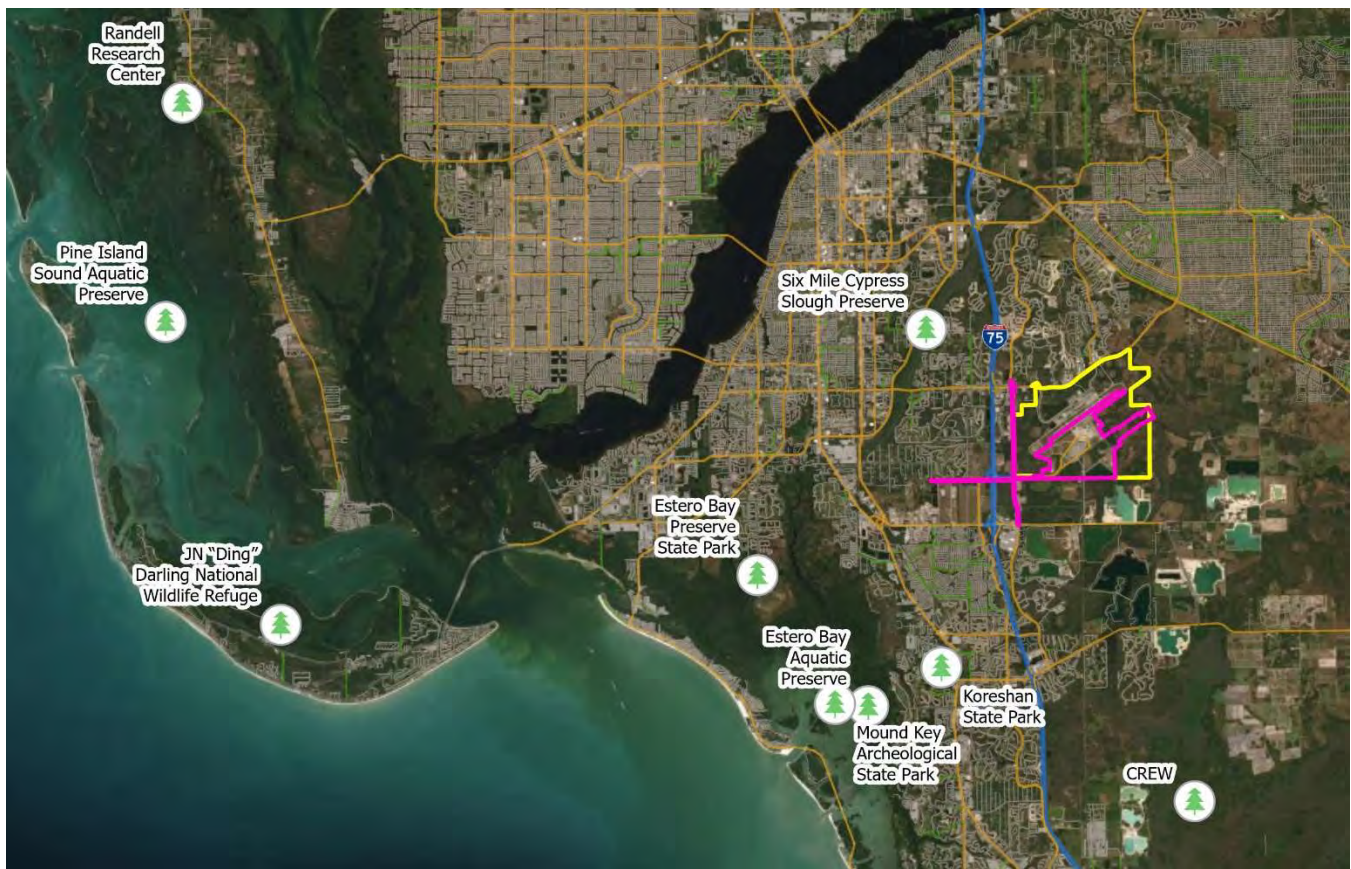 Randell
Research
Center
Pine Island
Sound Aquatic
Preserve
Six Mile Cypress
Slough Preserve
75
Estero Bay
Preserve
State Park
JN “Ding”
Darling National
Wildlife Refuge
Estero Bay
Aquatic
Preserve
Koreshan
State Park
Mound Key
Archeological
State Park
CREW